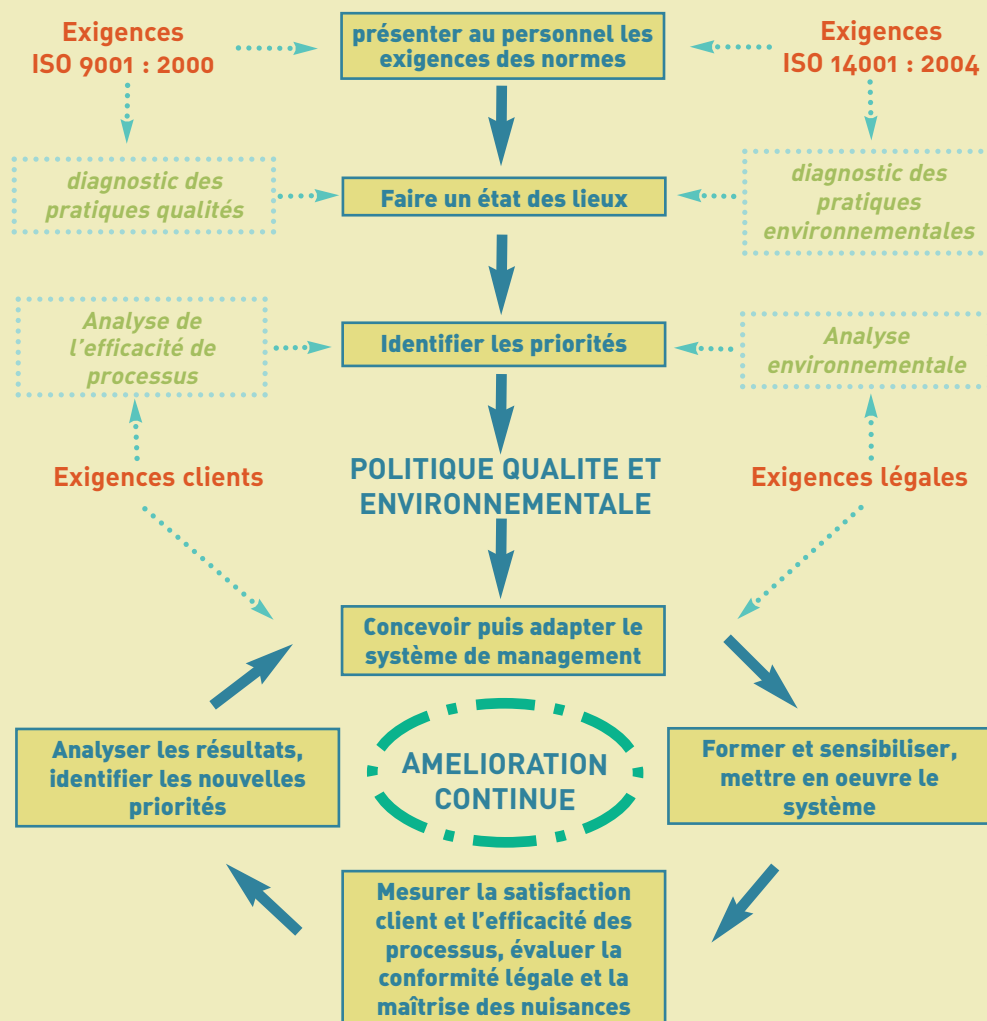 Exigences
ISO 9001 : 2000
présenter au personnel les
exigences des normes
Exigences
ISO 14001 : 2004
diagnostic des
pratiques qualités
Faire un état des lieux
diagnostic des
pratiques
environnementales
Analyse de
l'efficacité de
processus
Identifier les priorités
Analyse
environnementale
Exigences clients
POLITIQUE QUALITE ET
ENVIRONNEMENTALE
Exigences légales
Concevoir puis adapter le
système de management
Analyser les résultats,
identifier les nouvelles
priorités
AMELIORATION
CONTINUE
Former et sensibiliser,
mettre en oeuvre le
système
Mesurer la satisfaction
client et l'efficacité des
processus, évaluer la
conformité légale et la
maîtrise des nuisances